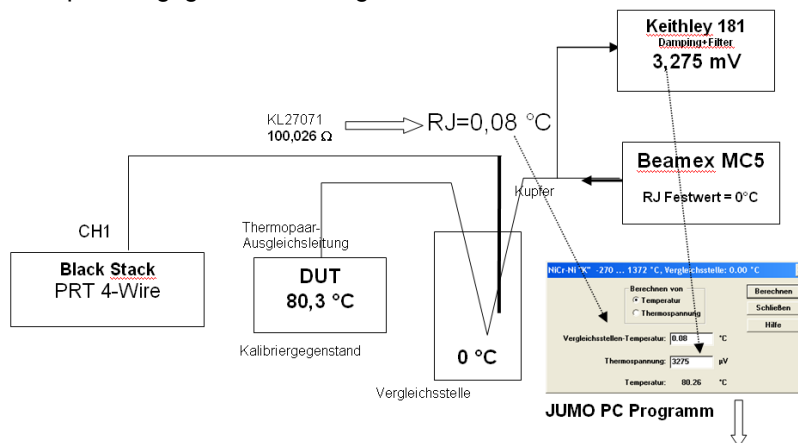 Keithley 181
Damping+Filter
3,275 mV
KL27071
100,026 Ω
RJ=0,08 °C
Beamex MC5
RJ Festwert = 0°C
Kupfer
CH1
Thermopaar-
Ausgleichsleitung
Black Stack
PRT 4-Wire
DUT
80,3 °C
Kalibriergegenstand
0 °C
Vergleichsstelle
NiCr-Ni "K" -270 ... 1372 °C, Vergleichsstelle: 0.00 °C
Berechnen von
Temperatur
Thermospannung
Berechnen
Schließen
Hilfe
Vergleichsstellen-Temperatur: 0.08 °C
Thermospannung: 3275 µV
Temperatur: 80.26 °C
JUMO PC Programm